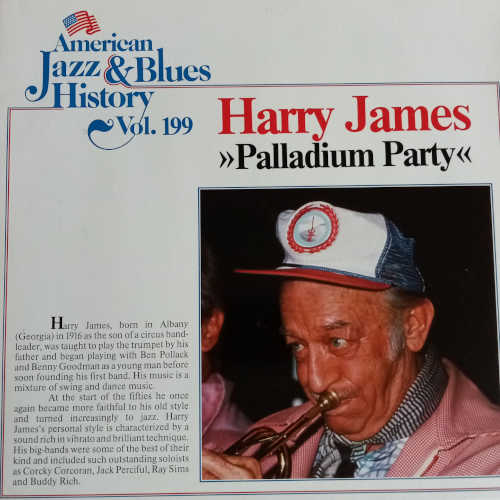 American
Jazz & Blues
History
Vol. 199
Harry James
»Palladium Party«
Harry James, born in Albany
(Georgia) in 1916 as the son of a circus band-
leader, was taught to play the trumpet by his
father and began playing with Ben Pollack
and Benny Goodman as a young man before
soon founding his first band. His music is a
mixture of swing and dance music.
At the start of the fifties he once
again became more faithful to his old style
and turned increasingly to jazz. Harry
James's personal style is characterized by a
sound rich in vibrato and brilliant technique.
His big-bands were some of the best of their
kind and included such outstanding soloists
as Corcky Corcoran, Jack Perciful, Ray Sims
and Buddy Rich.